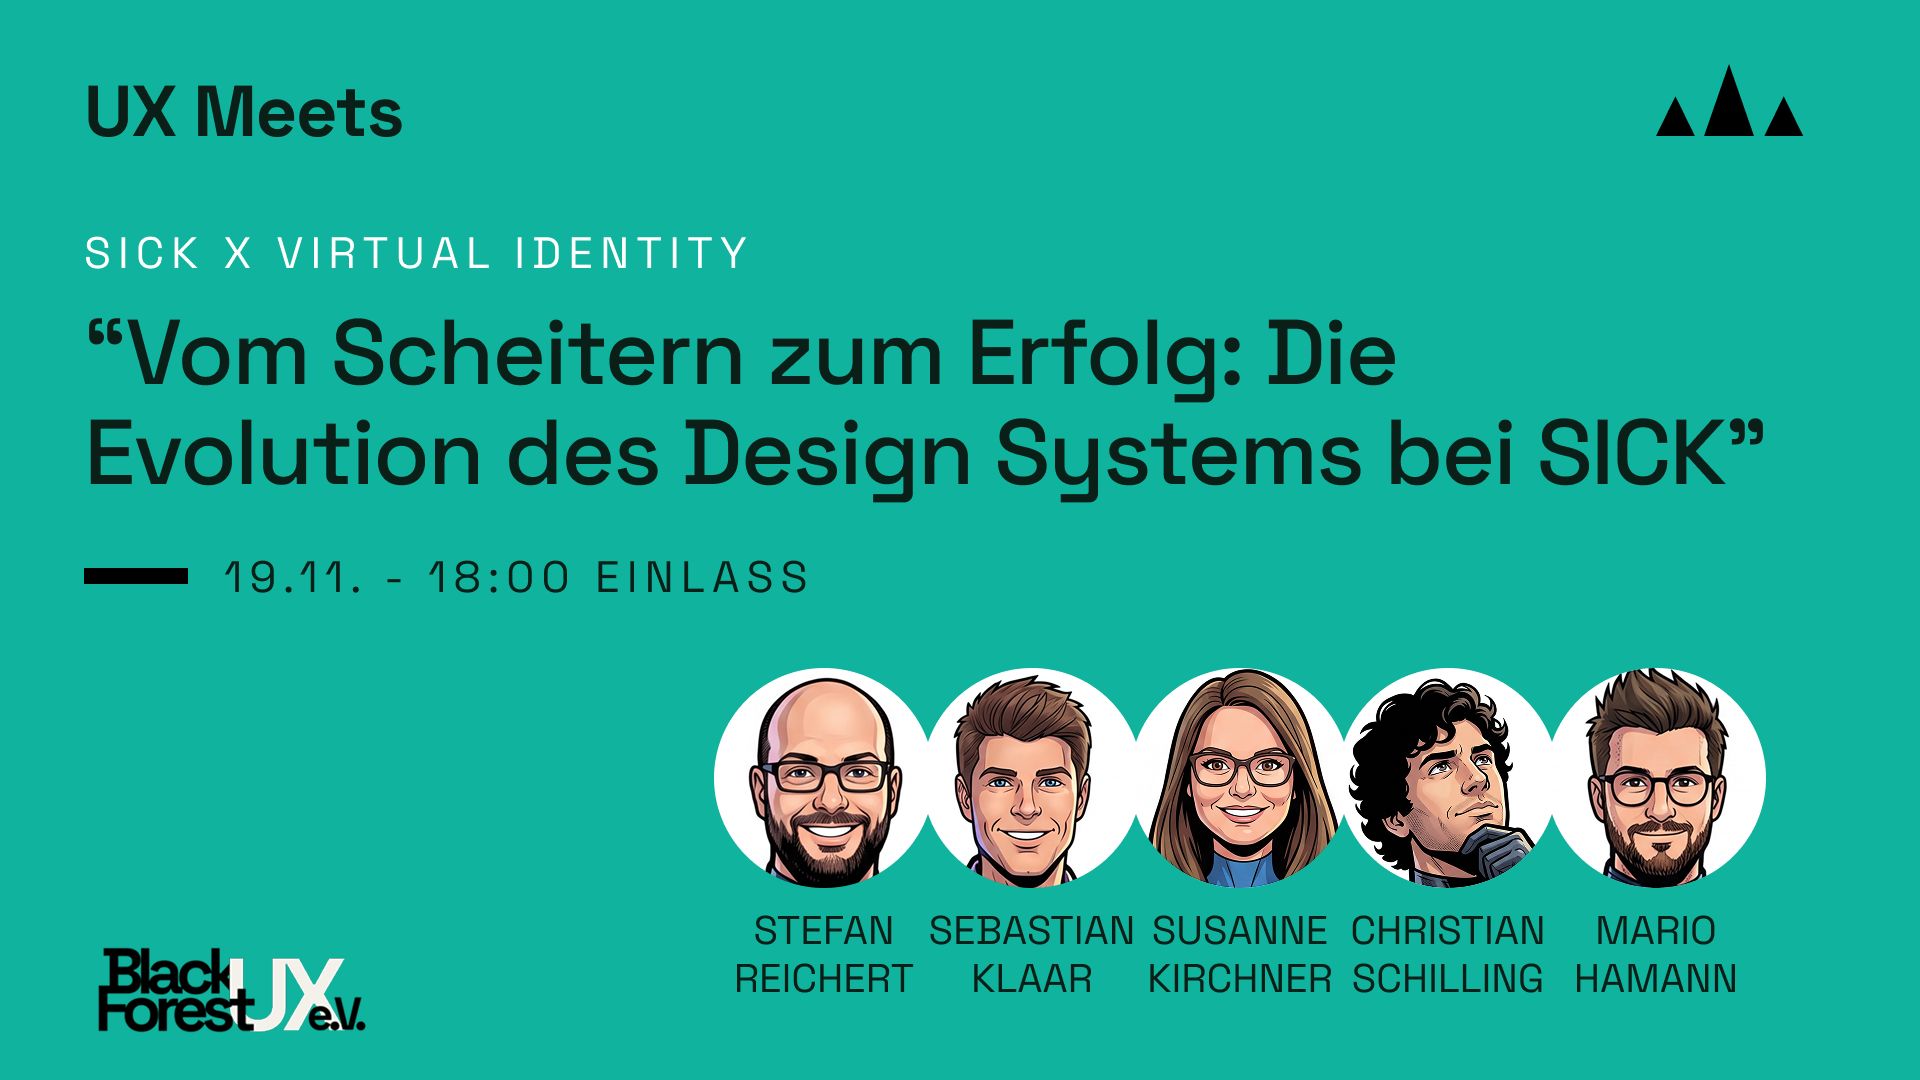 UX Meets
SICK X VIRTUAL IDENTITY
“Vom Scheitern zum Erfolg: Die
Evolution des Design Systems bei SICK”
19.11. - 18:00 EINLASS
STEFAN
REICHERT
SEBASTIAN
KLAAR
SUSANNE
KIRCHNER
CHRISTIAN
SCHILLING
MARIO
HAMANN
Black
Forest UX e.V.